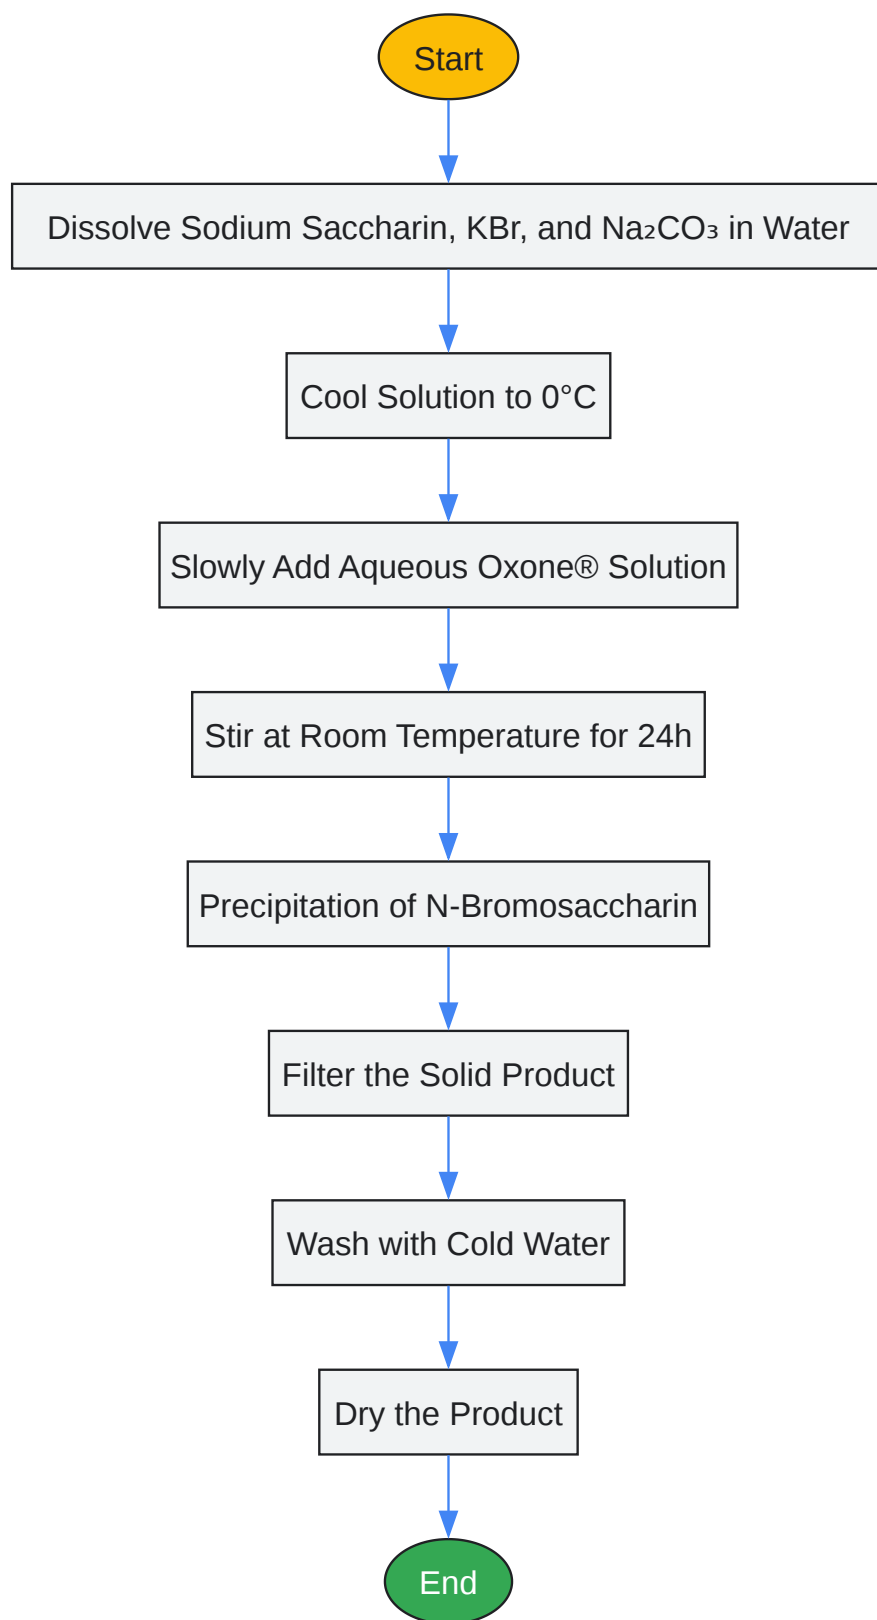 Start
Dissolve Sodium Saccharin, KBr, and Na₂CO₃ in Water
Cool Solution to 0°C
Slowly Add Aqueous Oxone® Solution
Stir at Room Temperature for 24h
Precipitation of N-Bromosaccharin
Filter the Solid Product
Wash with Cold Water
Dry the Product
End